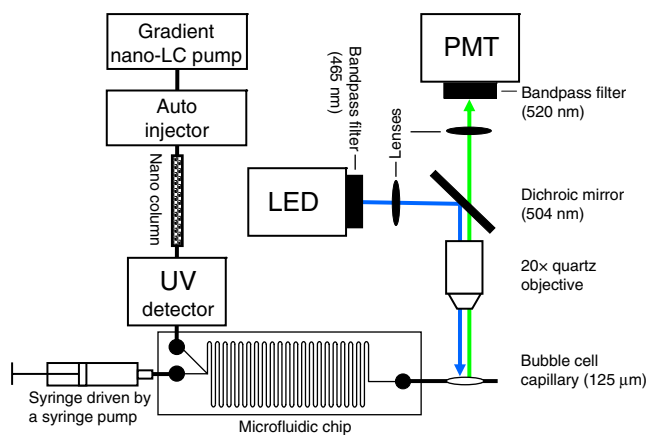 Gradient
nano-LC pump
Auto
injector
Nano
column
UV
detector
Syringe driven by
a syringe pump
Microfluidic chip
LED
Bandpass filter
(465 nm)
Lenses
PMT
Bandpass filter
(520 nm)
Dichroic mirror
(504 nm)
20× quartz
objective
Bubble cell
capillary (125 μm)